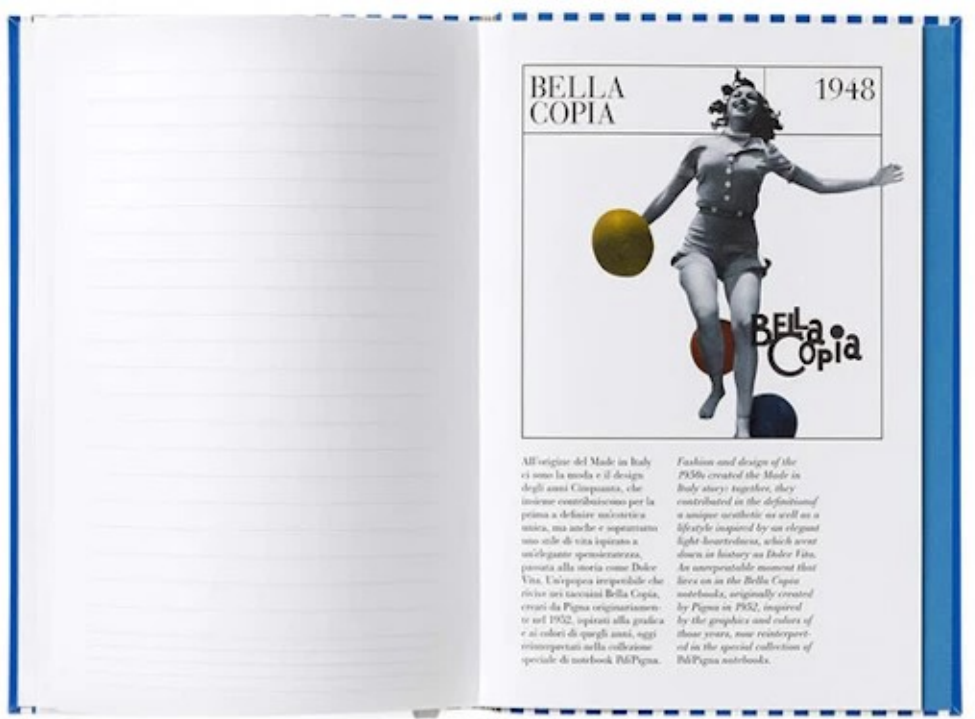 BELLA
COPIA
1948
BELLa
Copia
All'origine del Made in Italy
ci sono la moda e il design
degli anni Cinquanta, che
insieme contribuiscono per la
prima a definire un'estetica
unica, ma anche e soprattutto
uno stile di vita ispirato a
un'elegante spensieratezza,
passata alla storia come Dolce
Vita. Un'epopea irripetibile che
rivive nei taccuini Bella Copia,
creati da Pigna originariamen-
te nel 1952, ispirati alla grafica
e ai colori di quegli anni, oggi
reinterpretati nella collezione
speciale di notebook Pigna.
Fashion and design of the
1950s created the Made in
Italy story: together, they
contributed in the definitionof
a unique aesthetic as well as a
lifestyle inspired by an elegant
light-heartedness, which went
down in history as Dolce Vita.
An unrepeatable moment that
lives on in the Bella Copia
notebooks, originally created
by Pigna in 1952, inspired
by the graphics and colors of
those years, now reinterpret-
ed in the special collection of
Pigna notebooks.